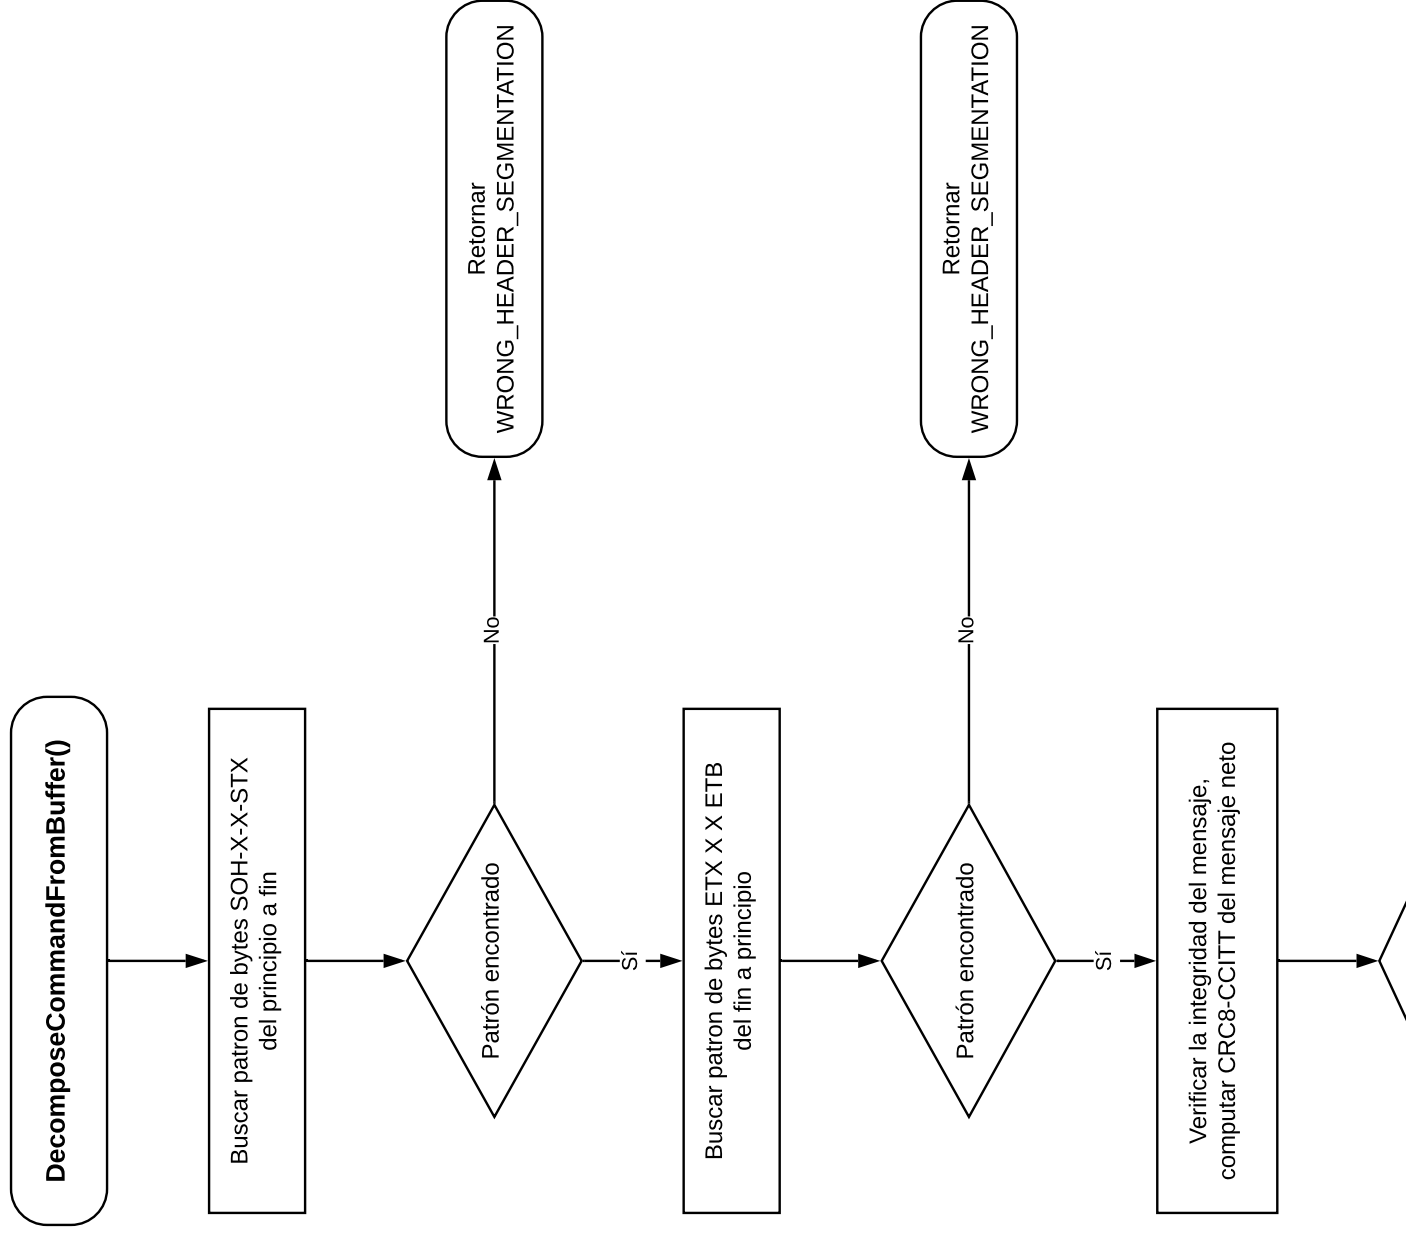 DecomposeCommandFromBuffer()
Buscar patron de bytes SOH-X-X-STX
del principio a fin
Patrón encontrado
No
Retornar
WRONG_HEADER_SEGMENTATION
Sí
Buscar patron de bytes ETX X X ETB
del fin a principio
Patrón encontrado
No
Retornar
WRONG_HEADER_SEGMENTATION
Sí
Verificar la integridad del mensaje,
computar CRC8-CCITT del mensaje neto